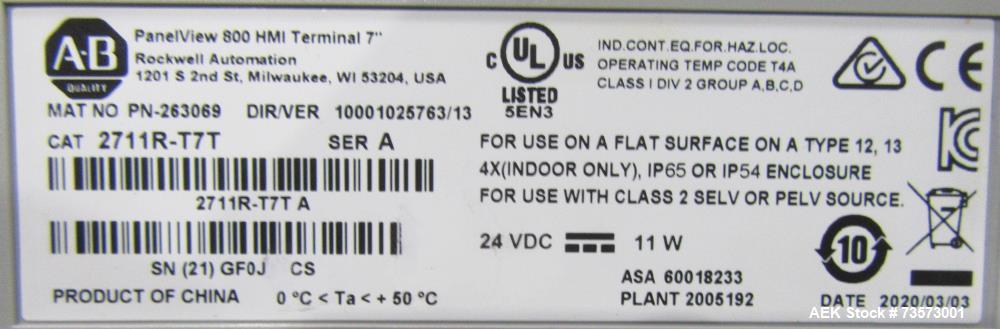 A-B
QUALITY
PanelView 800 HMI Terminal 7"
Rockwell Automation
1201 S 2nd St, Milwaukee, WI 53204, USA
MAT NO PN-263069 DIR/VER 10001025763/13
CAT 2711R-T7T SER A
2711R-T7T A
SN (21) GF0J CS
PRODUCT OF CHINA 0 °C < Ta < + 50 °C
C UL US
LISTED
5EN3
IND.CONT.EQ.FOR.HAZ.LOC.
OPERATING TEMP CODE T4A
CLASS I DIV 2 GROUP A,B,C,D
CE
KC
FOR USE ON A FLAT SURFACE ON A TYPE 12, 13
4X(INDOOR ONLY), IP65 OR IP54 ENCLOSURE
FOR USE WITH CLASS 2 SELV OR PELV SOURCE.
24 VDC 11 W
10
ASA 60018233
PLANT 2005192
DATE 2020/03/03
AEK Stock # 73573001